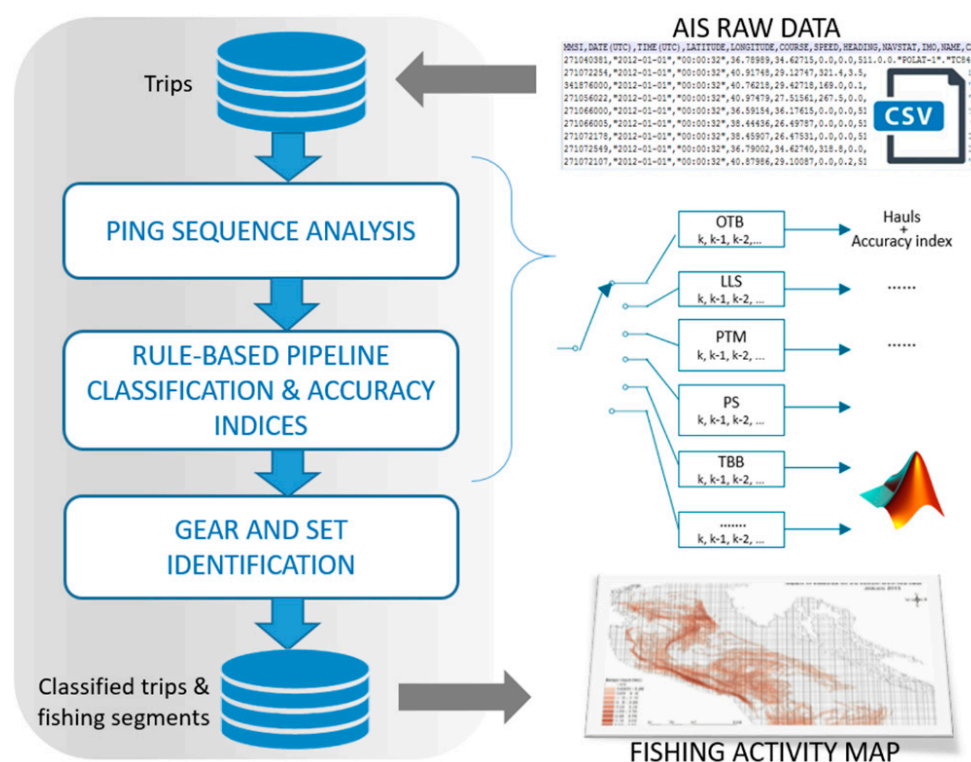 AIS RAW DATA
MMSI,DATE(UTC),TIME(UTC),LATITUDE,LONGITUDE,COURSE,SPEED,HEADING,NAVSTAT,IMO,NAME,C
271040381,"2012-01-01","00:00:32",36.78989,34.62715,0.0,0.0,511.0.0."POLAT-1"."TC84
271072254,"2012-01-01","00:00:32",40.91748,29.12747,321.4,3.5,
341876000,"2012-01-01","00:00:32",40.76218,29.42718,169.0,0.1,
271056022,"2012-01-01","00:00:32",40.97479,27.51561,267.5,0.0,
271066000,"2012-01-01","00:00:32",36.59154,36.17615,0.0,0.0,51
271066005,"2012-01-01","00:00:32",38.44436,26.49787,0.0,0.0,51
271072178,"2012-01-01","00:00:32",38.45907,26.47531,0.0,0.0,51
271072549,"2012-01-01","00:00:32",36.79002,34.62740,318.8,0.0,
271072107,"2012-01-01","00:00:32",40.87986,29.10087,0.0,0.2,51
CSV
Trips
PING SEQUENCE ANALYSIS
RULE-BASED PIPELINE
CLASSIFICATION & ACCURACY
INDICES
GEAR AND SET
IDENTIFICATION
Classified trips &
fishing segments
OTB
k, k-1, k-2,...
Hauls
+
Accuracy index
LLS
k, k-1, k-2, ...
......
PTM
k, k-1, k-2, ...
......
PS
k, k-1, k-2, ...
TBB
k, k-1, k-2, ...
.......
k, k-1, k-2, ...
FISHING ACTIVITY MAP